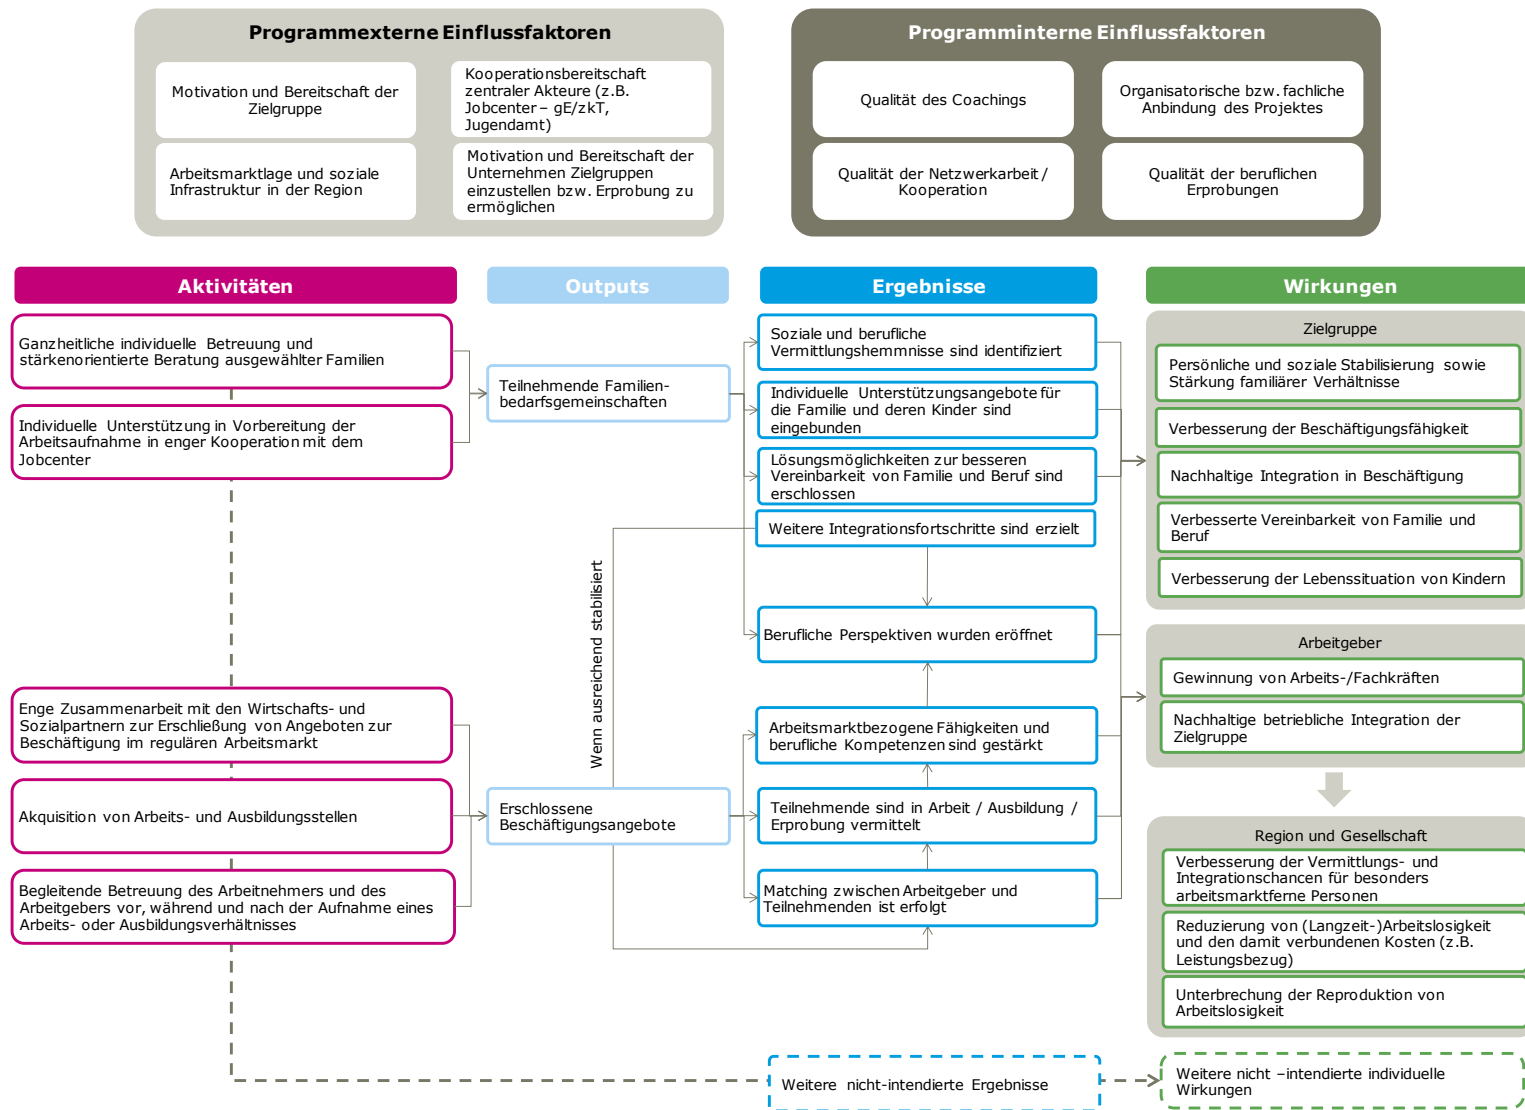 Programmexterne Einflussfaktoren
Motivation und Bereitschaft der
Zielgruppe
Kooperationsbereitschaft
zentraler Akteure (z.B.
Jobcenter – gE/zkT,
Jugendamt)
Arbeitsmarktlage und soziale
Infrastruktur in der Region
Motivation und Bereitschaft der
Unternehmen Zielgruppen
einzustellen bzw. Erprobung zu
ermöglichen
Programminterne Einflussfaktoren
Qualität des Coachings
Organisatorische bzw. fachliche
Anbindung des Projektes
Qualität der Netzwerkarbeit /
Kooperation
Qualität der beruflichen
Erprobungen
Aktivitäten
Ganzheitliche individuelle Betreuung und
stärkenorientierte Beratung ausgewählter Familien
Individuelle Unterstützung in Vorbereitung der
Arbeitsaufnahme in enger Kooperation mit dem
Jobcenter
Enge Zusammenarbeit mit den Wirtschafts- und
Sozialpartnern zur Erschließung von Angeboten zur
Beschäftigung im regulären Arbeitsmarkt
Akquisition von Arbeits- und Ausbildungsstellen
Begleitende Betreuung des Arbeitnehmers und des
Arbeitgebers vor, während und nach der Aufnahme eines
Arbeits- oder Ausbildungsverhältnisses
Outputs
Teilnehmende Familien-
bedarfsgemeinschaften
Wenn ausreichend stabilisiert
Erschlossene
Beschäftigungsangebote
Ergebnisse
Soziale und berufliche
Vermittlungshemmnisse sind identifiziert
Individuelle Unterstützungsangebote für
die Familie und deren Kinder sind
eingebunden
Lösungsmöglichkeiten zur besseren
Vereinbarkeit von Familie und Beruf sind
erschlossen
Weitere Integrationsfortschritte sind erzielt
Berufliche Perspektiven wurden eröffnet
Arbeitsmarktbezogene Fähigkeiten und
berufliche Kompetenzen sind gestärkt
Teilnehmende sind in Arbeit / Ausbildung /
Erprobung vermittelt
Matching zwischen Arbeitgeber und
Teilnehmenden ist erfolgt
Weitere nicht-intendierte Ergebnisse
Wirkungen
Zielgruppe
Persönliche und soziale Stabilisierung sowie
Stärkung familiärer Verhältnisse
Verbesserung der Beschäftigungsfähigkeit
Nachhaltige Integration in Beschäftigung
Verbesserte Vereinbarkeit von Familie und
Beruf
Verbesserung der Lebenssituation von Kindern
Arbeitgeber
Gewinnung von Arbeits-/Fachkräften
Nachhaltige betriebliche Integration der
Zielgruppe
Region und Gesellschaft
Verbesserung der Vermittlungs- und
Integrationschancen für besonders
arbeitsmarktferne Personen
Reduzierung von (Langzeit-)Arbeitslosigkeit
und den damit verbundenen Kosten (z.B.
Leistungsbezug)
Unterbrechung der Reproduktion von
Arbeitslosigkeit
Weitere nicht –intendierte individuelle
Wirkungen